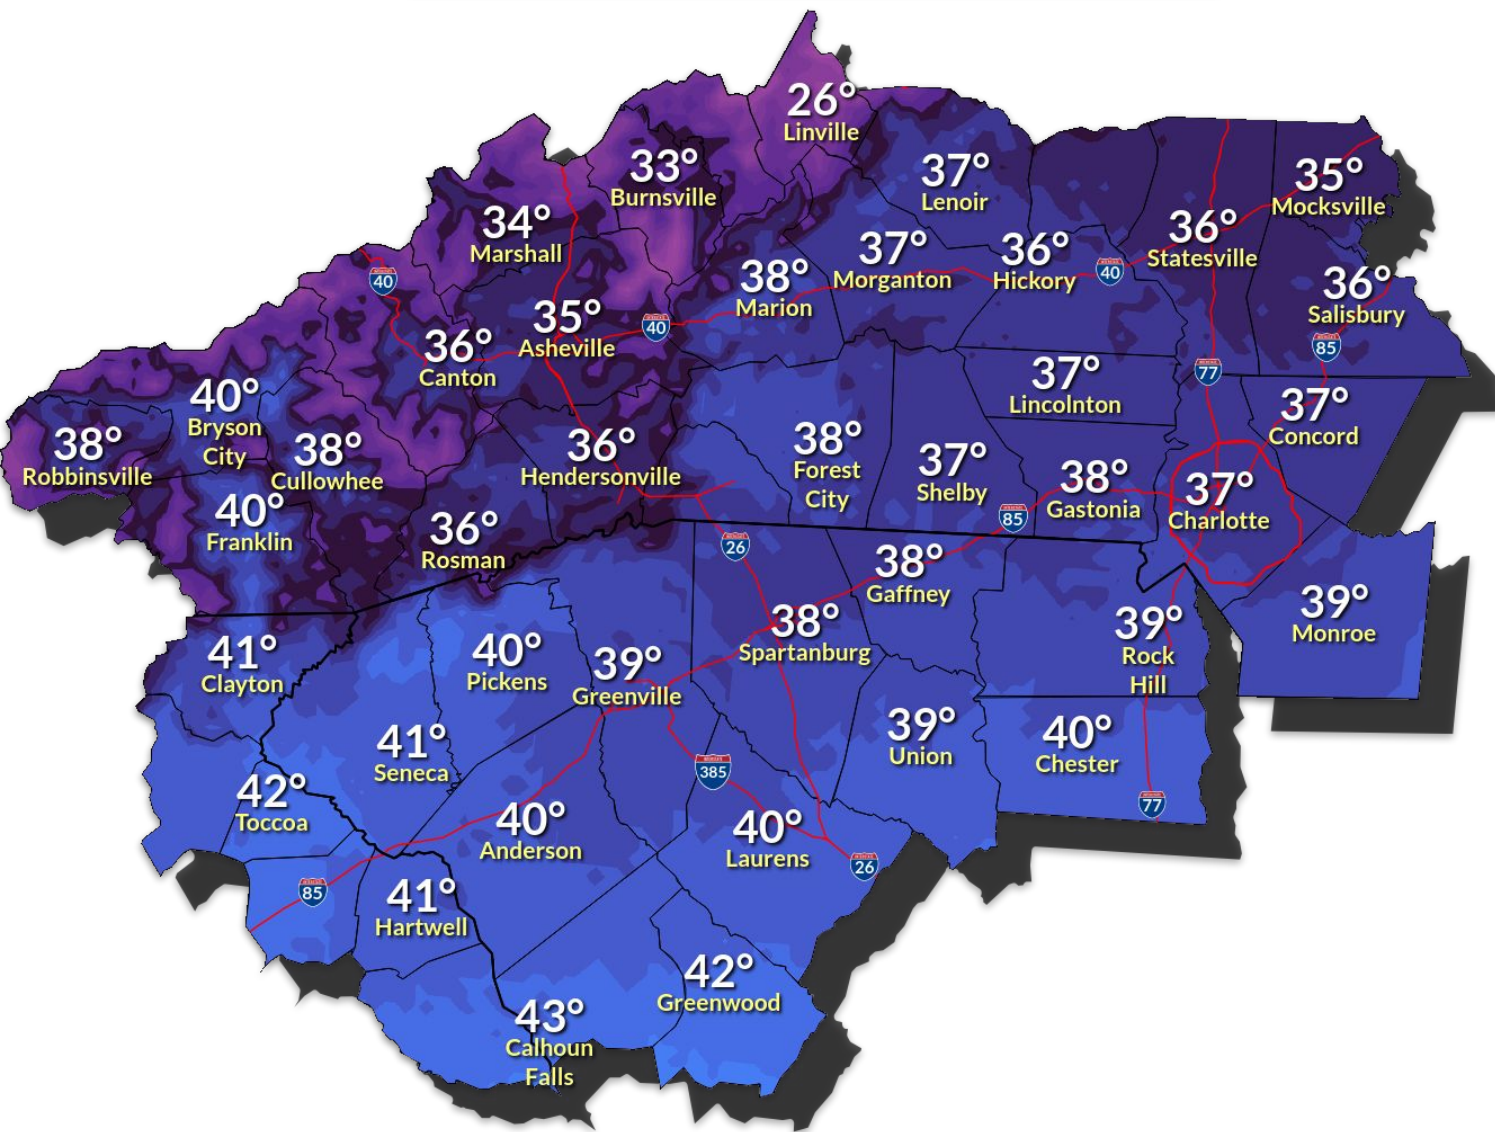 26°
Linville
33°
Burnsville
37°
Lenoir
35°
Mocksville
34°
Marshall
36°
Statesville
37°
Morganton
36°
Hickory
40
38°
Marion
40
36°
Salisbury
35°
Asheville
40
36°
Canton
85
77
40°
Bryson
City
37°
Lincolnton
37°
Concord
38°
Robbinsville
38°
Cullowhee
36°
Hendersonville
38°
Forest
City
37°
Shelby
38°
Gastonia
37°
Charlotte
40°
Franklin
36°
Rosman
85
26
38°
Gaffney
39°
Monroe
41°
Clayton
40°
Pickens
39°
Greenville
38°
Spartanburg
39°
Rock
Hill
41°
Seneca
39°
Union
40°
Chester
385
42°
Toccoa
77
40°
Anderson
40°
Laurens
26
85
41°
Hartwell
42°
Greenwood
43°
Calhoun
Falls